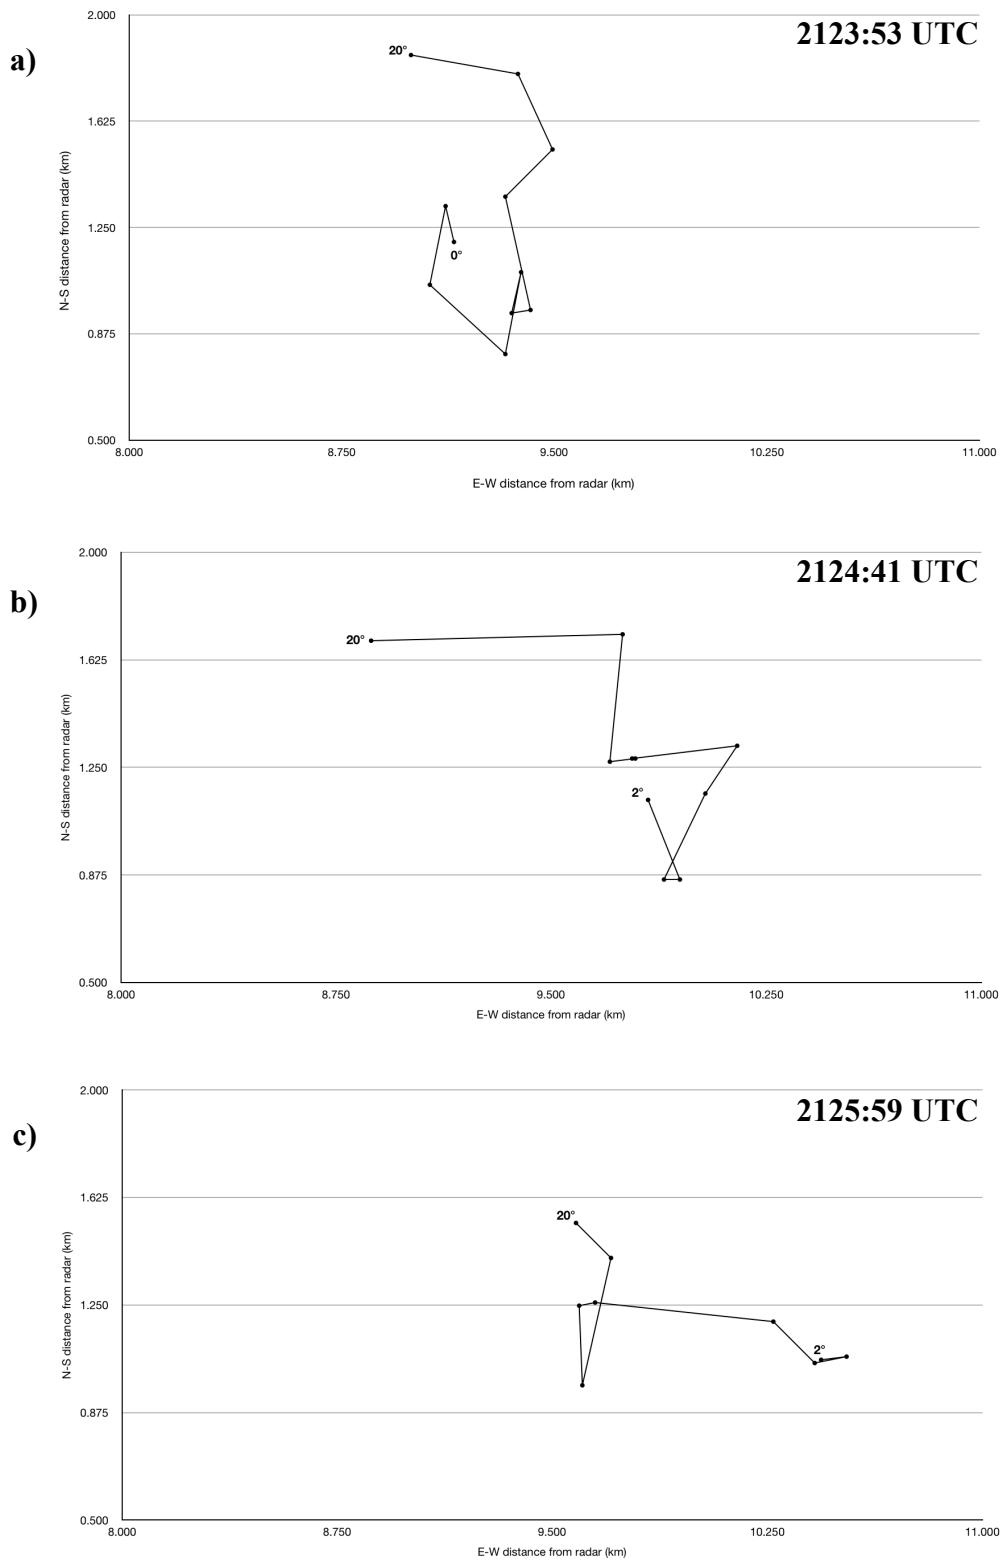 a)
2123:53 UTC
2.000
1.625
1.250
0.875
0.500
N-S distance from radar (km)
20°
0°
8.000 8.750 9.500 10.250 11.000
E-W distance from radar (km)
b)
2124:41 UTC
2.000
1.625
1.250
0.875
0.500
N-S distance from radar (km)
20°
2°
8.000 8.750 9.500 10.250 11.000
E-W distance from radar (km)
c)
2125:59 UTC
2.000
1.625
1.250
0.875
0.500
N-S distance from radar (km)
20°
2°
8.000 8.750 9.500 10.250 11.000
E-W distance from radar (km)